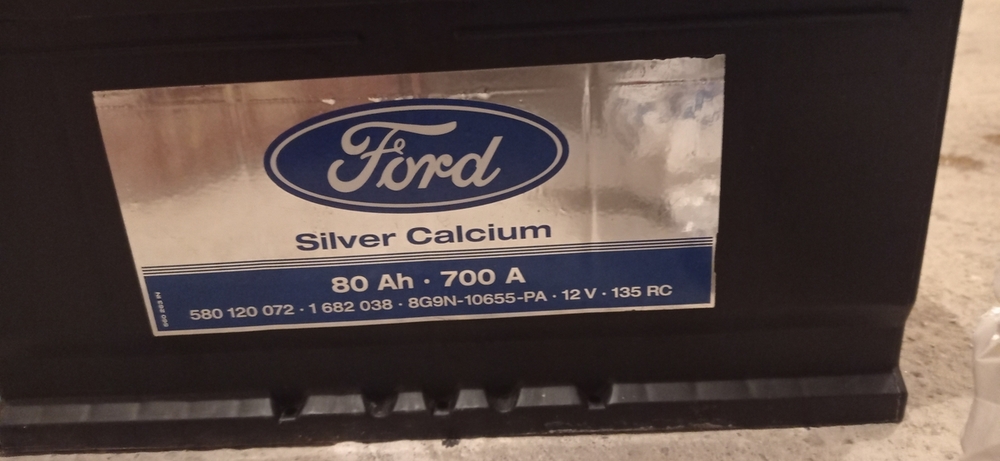 Ford
Silver Calcium
80 Ah · 700 A
580 120 072 · 1 682 038 · 8G9N-10655-PA · 12 V · 135 RC